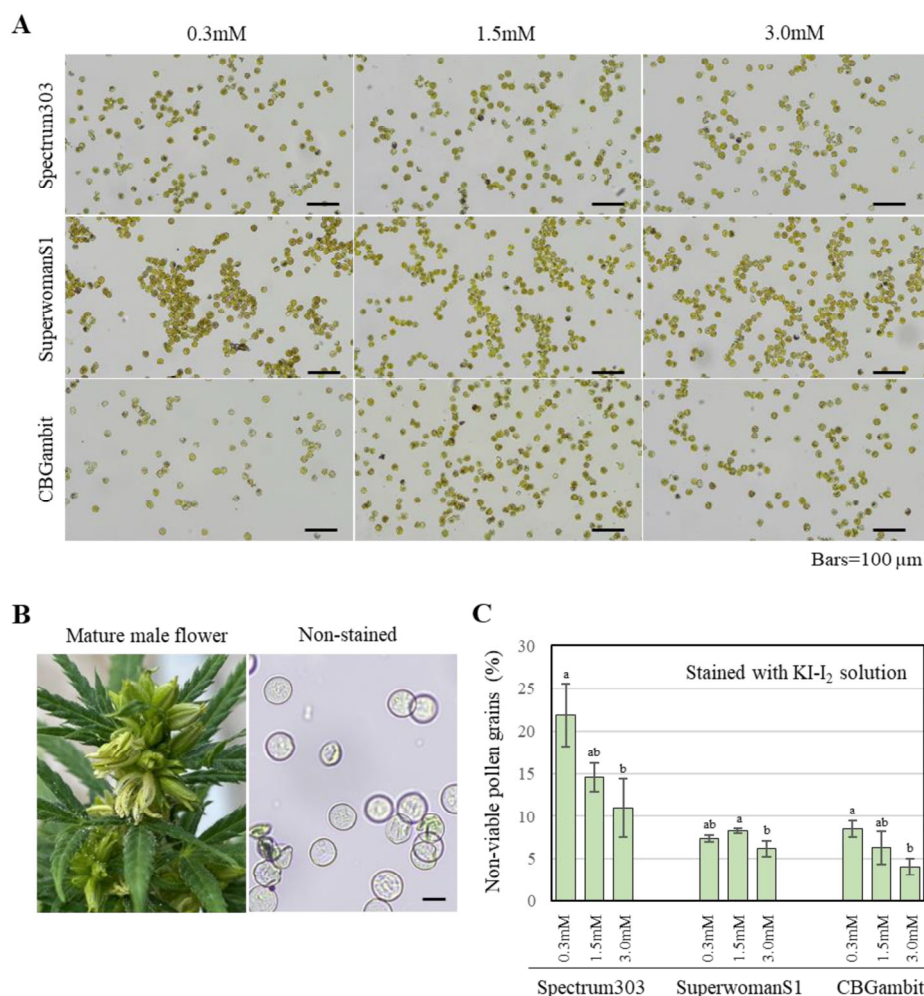 A
0.3mM 1.5mM 3.0mM
Spectrum303
SuperwomanS1
CBGambit
Bars=100 µm
B
Mature male flower Non-stained
C
Non-viable pollen grains (%)
30
25
20
15
10
5
0
Stained with KI-I₂ solution
a ab b ab a b a ab b
0.3mM 1.5mM 3.0mM 0.3mM 1.5mM 3.0mM 0.3mM 1.5mM 3.0mM
Spectrum303 SuperwomanS1 CBGambit